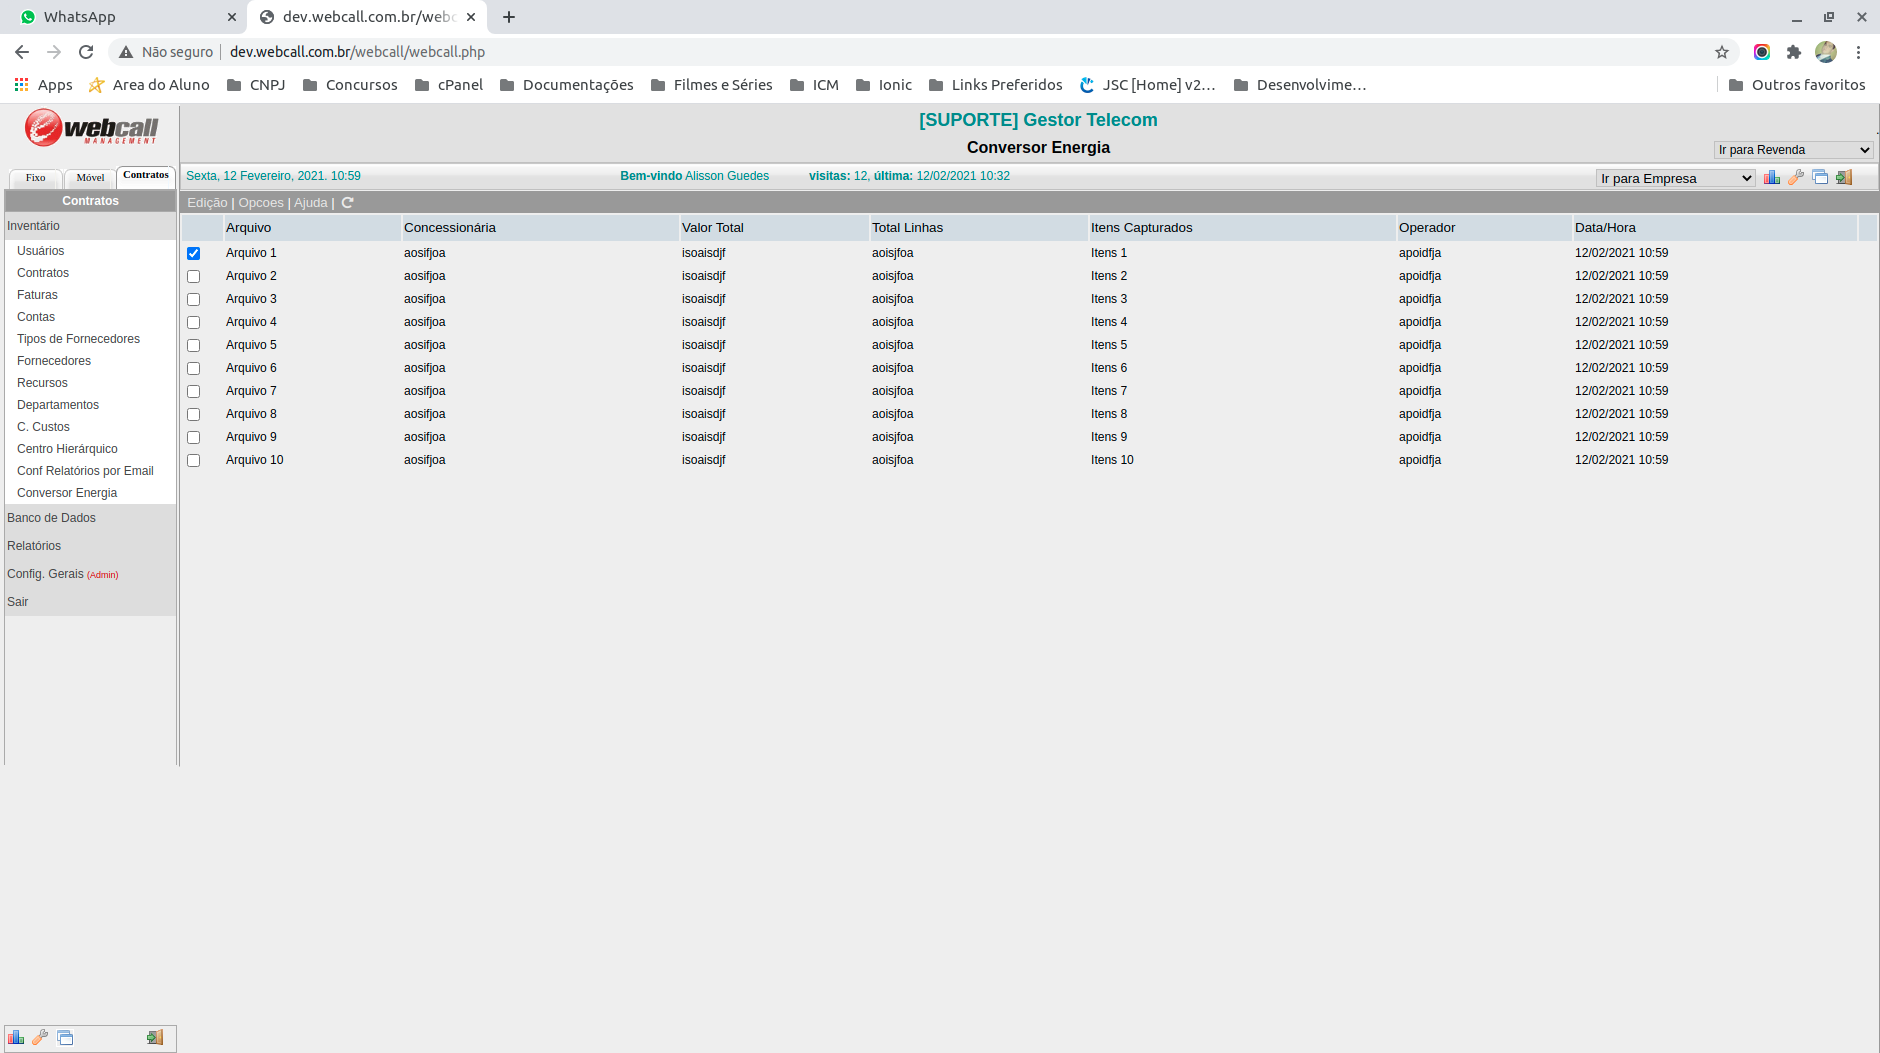 WhatsApp
dev.webcall.com.br/webc
Não seguro
dev.webcall.com.br/webcall/webcall.php
Apps
Area do Aluno
CNPJ
Concursos
cPanel
Documentações
Filmes e Séries
ICM
Ionic
Links Preferidos
JSC [Home] v2...
Desenvolvime...
Outros favoritos
webcall
MANAGEMENT
[SUPORTE] Gestor Telecom
Conversor Energia
Ir para Revenda
Fixo Móvel Contratos
Sexta, 12 Fevereiro, 2021. 10:59
Bem-vindo Alisson Guedes
visitas: 12, última: 12/02/2021 10:32
Ir para Empresa
Contratos
Inventário
Usuários
Contratos
Faturas
Contas
Tipos de Fornecedores
Fornecedores
Recursos
Departamentos
C. Custos
Centro Hierárquico
Conf Relatórios por Email
Conversor Energia
Banco de Dados
Relatórios
Config. Gerais (Admin)
Sair
Edição | Opcoes | Ajuda |
Arquivo Concessionária Valor Total Total Linhas Itens Capturados Operador Data/Hora
Arquivo 1 aosifjoa isoaisdjf aoisjfoa Itens 1 apoidfja 12/02/2021 10:59
Arquivo 2 aosifjoa isoaisdjf aoisjfoa Itens 2 apoidfja 12/02/2021 10:59
Arquivo 3 aosifjoa isoaisdjf aoisjfoa Itens 3 apoidfja 12/02/2021 10:59
Arquivo 4 aosifjoa isoaisdjf aoisjfoa Itens 4 apoidfja 12/02/2021 10:59
Arquivo 5 aosifjoa isoaisdjf aoisjfoa Itens 5 apoidfja 12/02/2021 10:59
Arquivo 6 aosifjoa isoaisdjf aoisjfoa Itens 6 apoidfja 12/02/2021 10:59
Arquivo 7 aosifjoa isoaisdjf aoisjfoa Itens 7 apoidfja 12/02/2021 10:59
Arquivo 8 aosifjoa isoaisdjf aoisjfoa Itens 8 apoidfja 12/02/2021 10:59
Arquivo 9 aosifjoa isoaisdjf aoisjfoa Itens 9 apoidfja 12/02/2021 10:59
Arquivo 10 aosifjoa isoaisdjf aoisjfoa Itens 10 apoidfja 12/02/2021 10:59